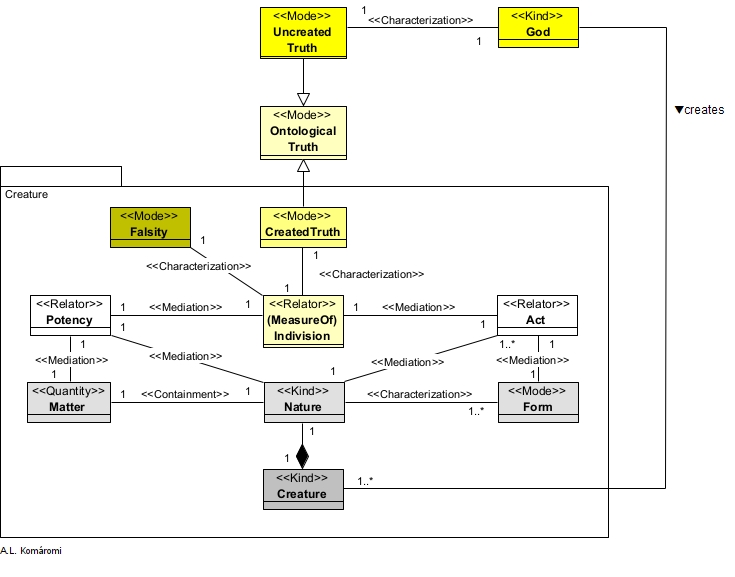 <<Mode>>
Uncreated
Truth
1
<<Characterization>>
1
<<Kind>>
God
▼creates
<<Mode>>
Ontological
Truth
Creature
<<Mode>>
Falsity
1
<<Characterization>>
<<Mode>>
CreatedTruth
1
<<Characterization>>
1
<<Relator>>
Potency
1
<<Mediation>>
1
<<Relator>>
(MeasureOf)
Indivision
1
<<Mediation>>
1
<<Relator>>
Act
1
<<Mediation>>
1
1
<<Mediation>>
1
<<Mediation>>
1
1..*
<<Mediation>>
1
1
<<Quantity>>
Matter
1
<<Containment>>
1
<<Kind>>
Nature
<<Characterization>>
1..*
<<Mode>>
Form
1
1
<<Kind>>
Creature
1..*
A.L. Komáromi